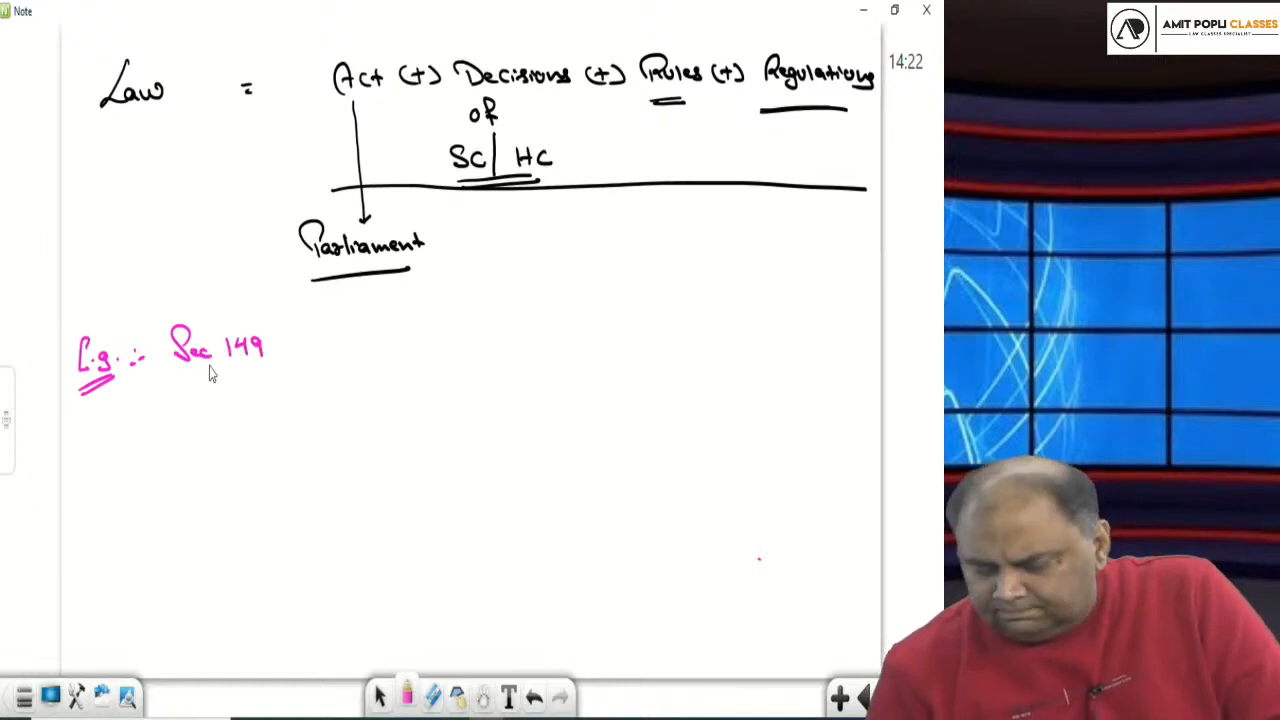 Note
AMIT POPLI CLASSES
LAW CLASSES SPECIALIST
AP
14:22
Law = Act (+) Decisions (+) Rules (+) Regulations
of
SC | HC
Parliament
E.g. :- Sec 149
T